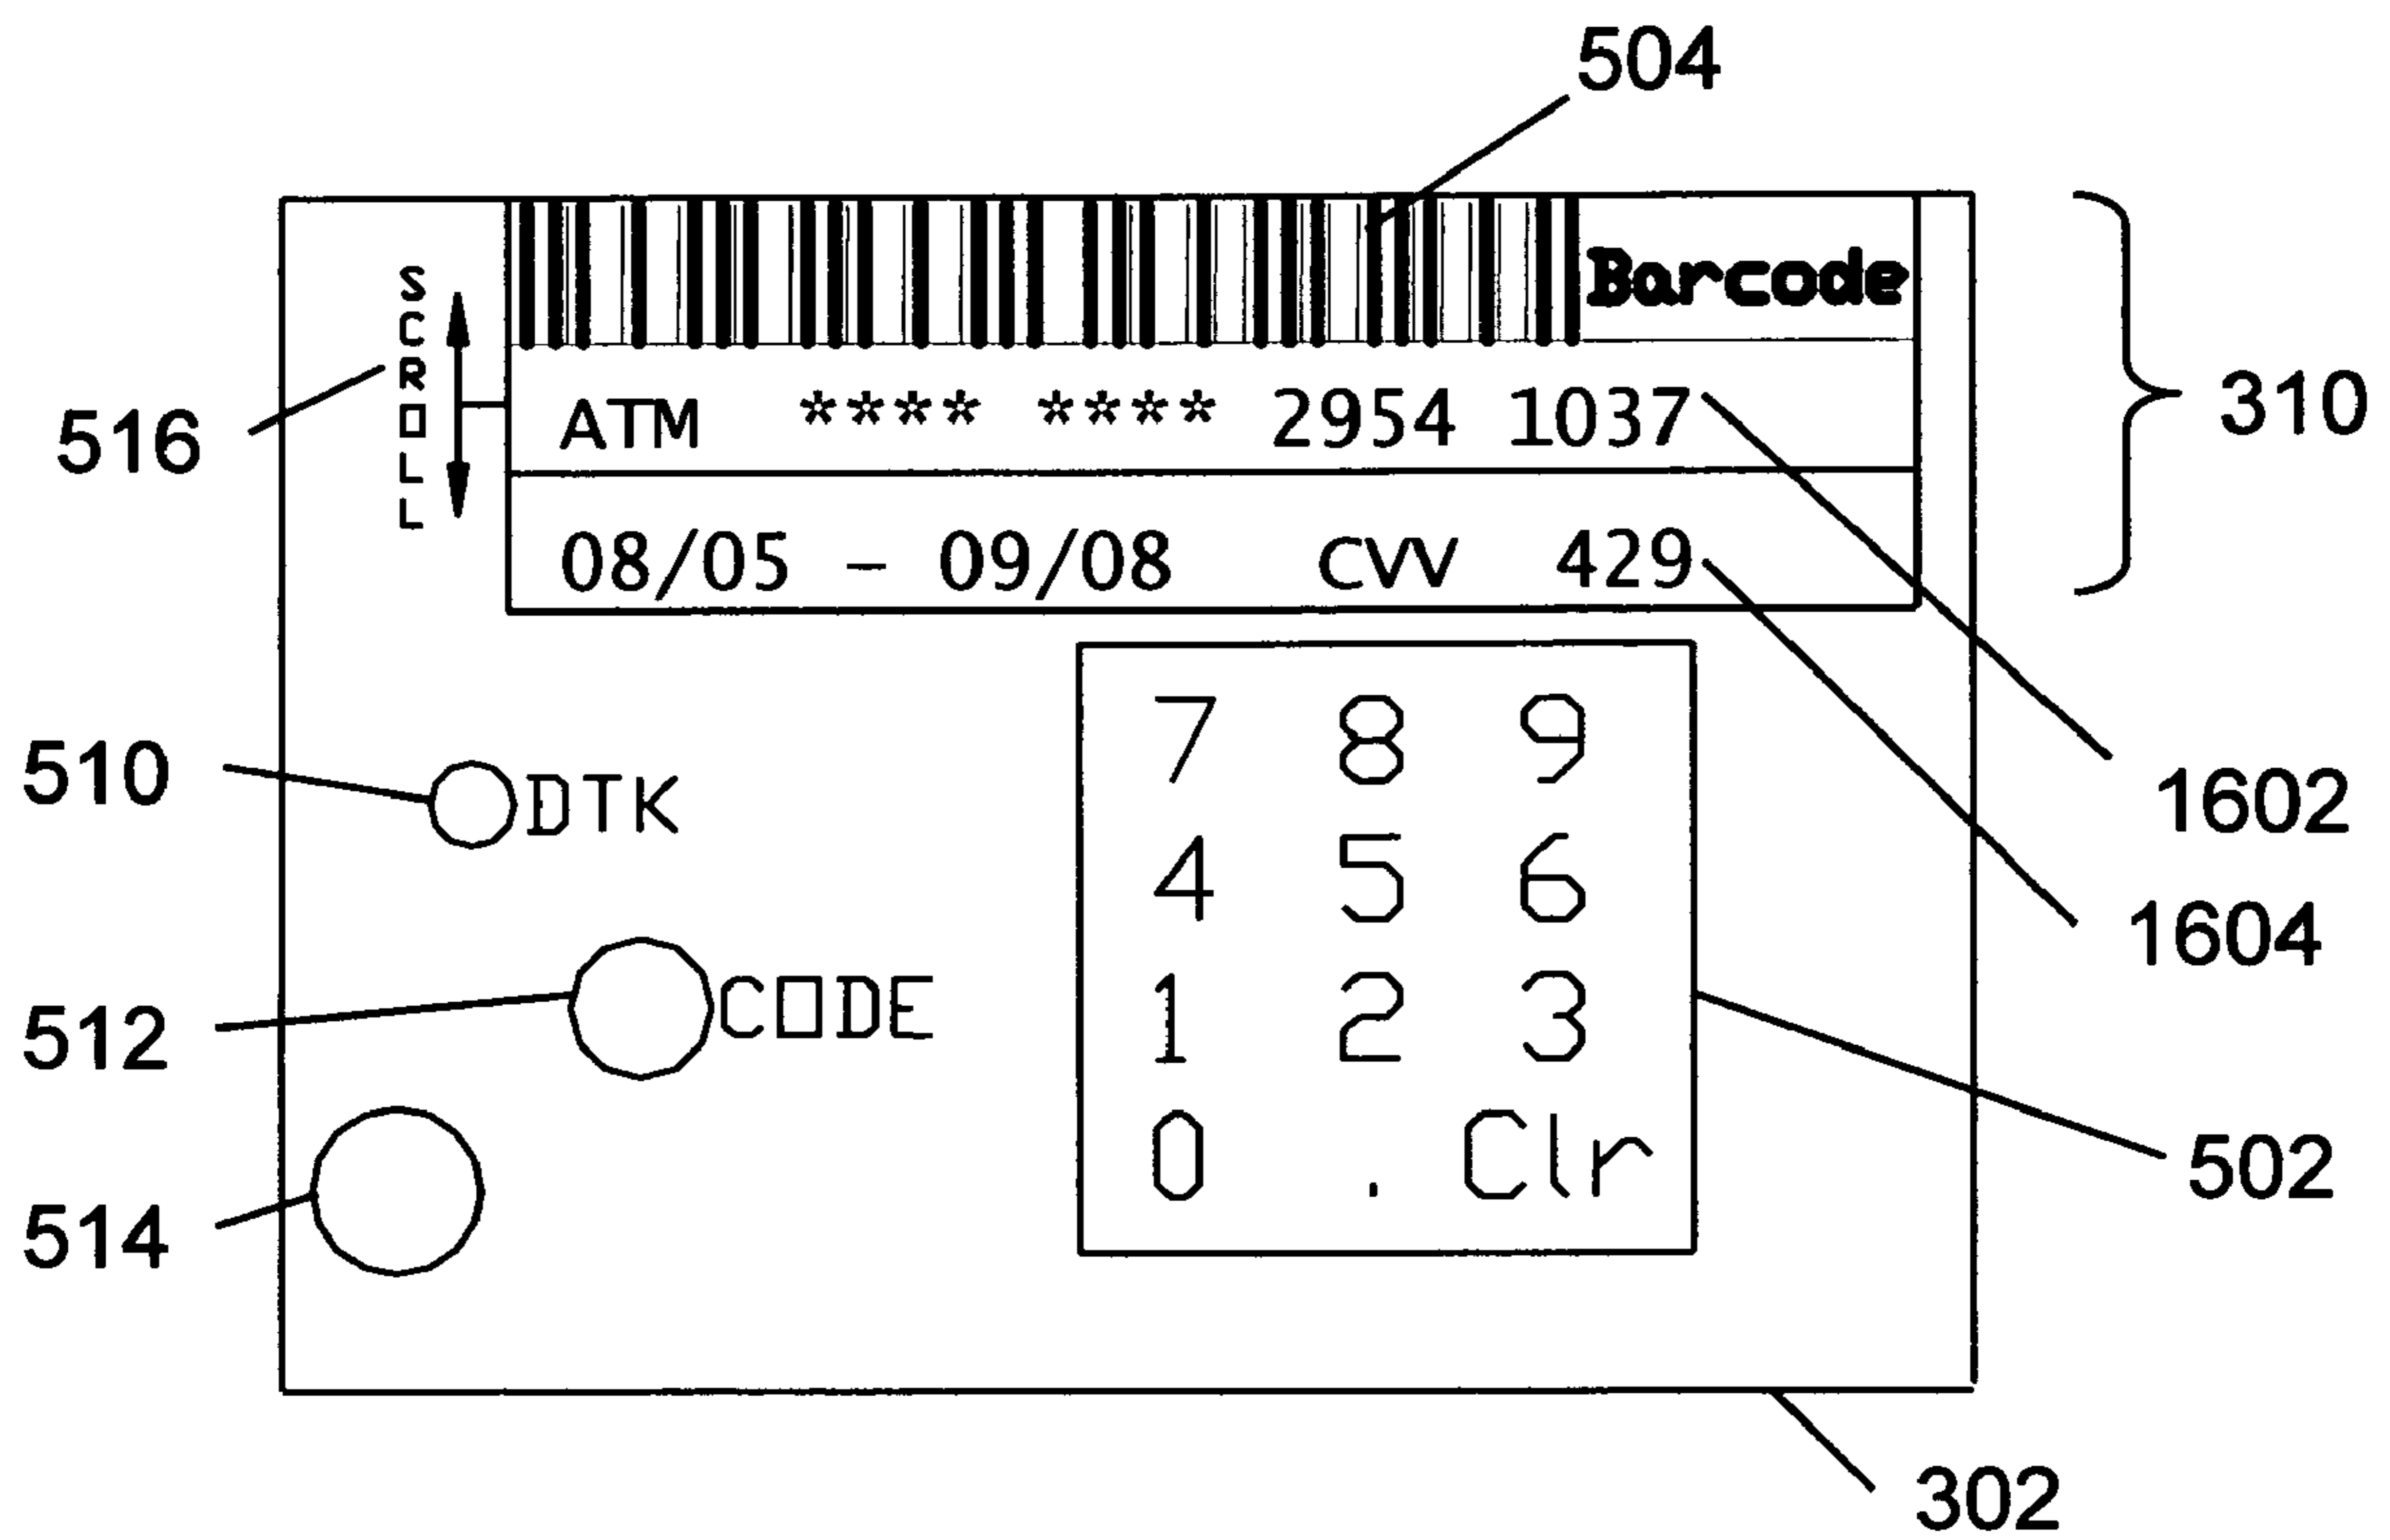 504
Barcode
SCROLL
ATM **** **** 2954 1037
310
516
08/05 - 09/08 CVV 429
7 8 9
510
DTK
1602
4 5 6
1604
512
CODE
1 2 3
0 . Clr
502
514
302